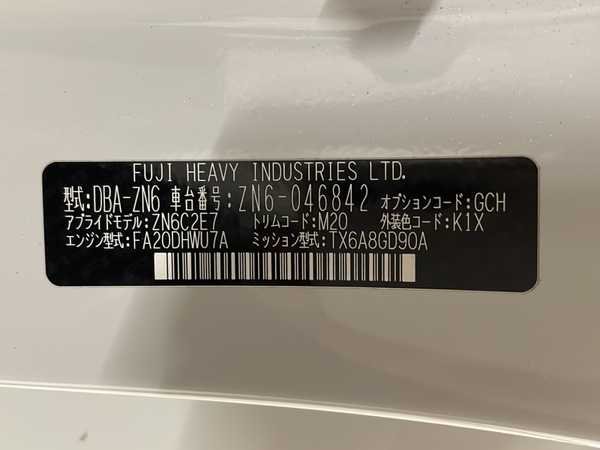 FUJI HEAVY INDUSTRIES LTD.
型式:DBA-ZN6 車台番号:ZN6-046842 オプションコード:GCH
アプライドモデル:ZN6C2E7 トリムコード:M20 外装色コード:K1X
エンジン型式:FA20DHWU7A ミッション型式:TX6A8GD90A